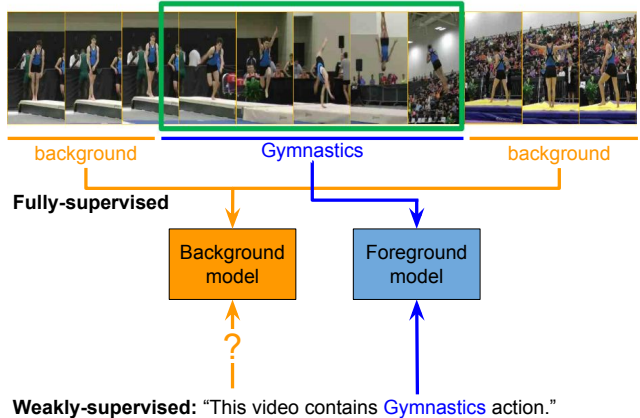 background
Gymnastics
background
Fully-supervised
Background
model
Foreground
model
?
Weakly-supervised: “This video contains Gymnastics action.”